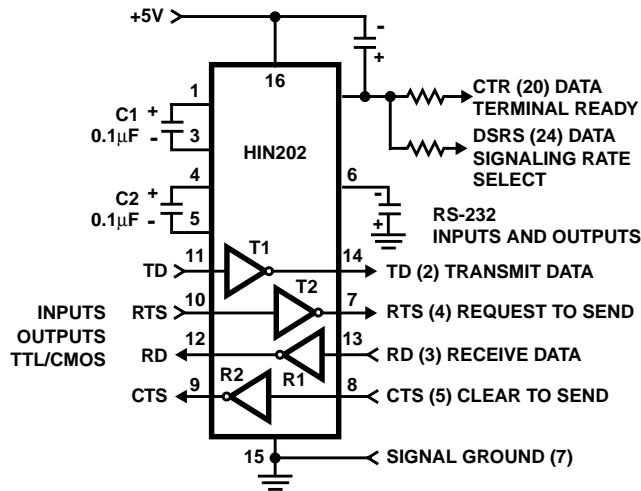 +5V
-
+
16
1
CTR (20) DATA
TERMINAL READY
C1
0.1μF
+
-
3
HIN202
DSRS (24) DATA
SIGNALING RATE
SELECT
4
C2
0.1μF
+
-
5
6
-
+
RS-232
INPUTS AND OUTPUTS
TD
11
T1
14
TD (2) TRANSMIT DATA
INPUTS
OUTPUTS
TTL/CMOS
RTS
10
T2
7
RTS (4) REQUEST TO SEND
RD
12
R1
13
RD (3) RECEIVE DATA
CTS
9
R2
8
CTS (5) CLEAR TO SEND
15
SIGNAL GROUND (7)